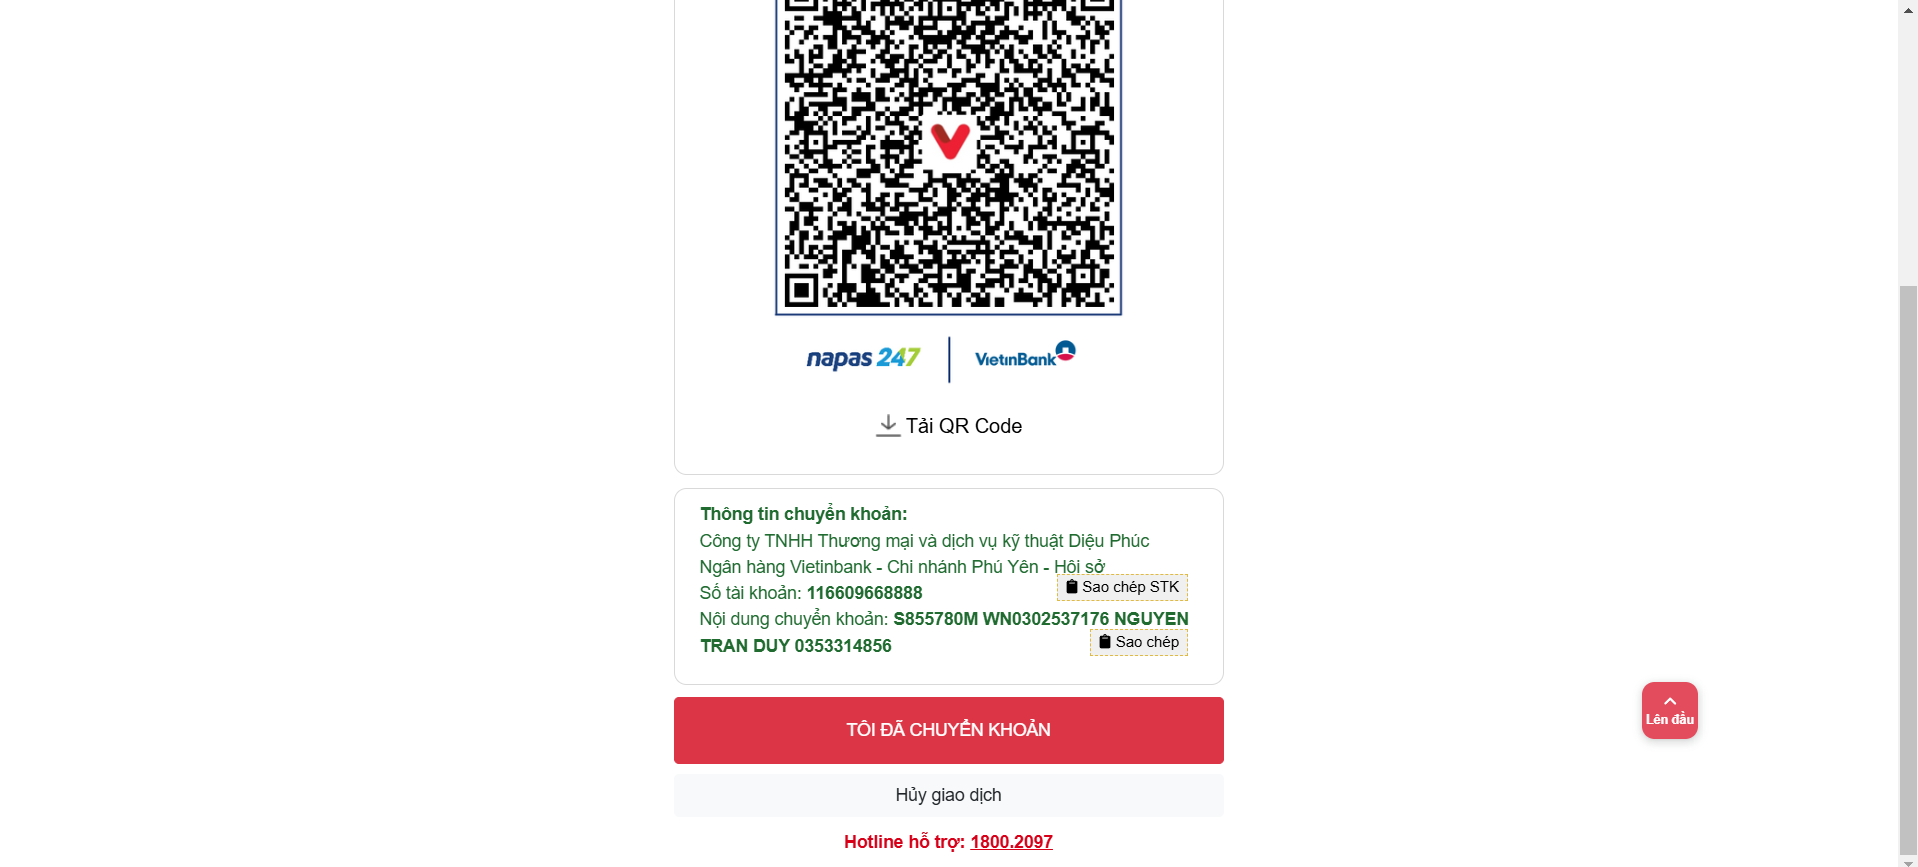 napas 247
VietinBank
Tải QR Code
Thông tin chuyển khoản:
Công ty TNHH Thương mại và dịch vụ kỹ thuật Diệu Phúc
Ngân hàng Vietinbank - Chi nhánh Phú Yên - Hội sở
Số tài khoản: 116609668888
Sao chép STK
Nội dung chuyển khoản: S855780M WN0302537176 NGUYEN
TRAN DUY 0353314856
Sao chép
TÔI ĐÃ CHUYỂN KHOẢN
Lên đầu
Hủy giao dịch
Hotline hỗ trợ: 1800.2097